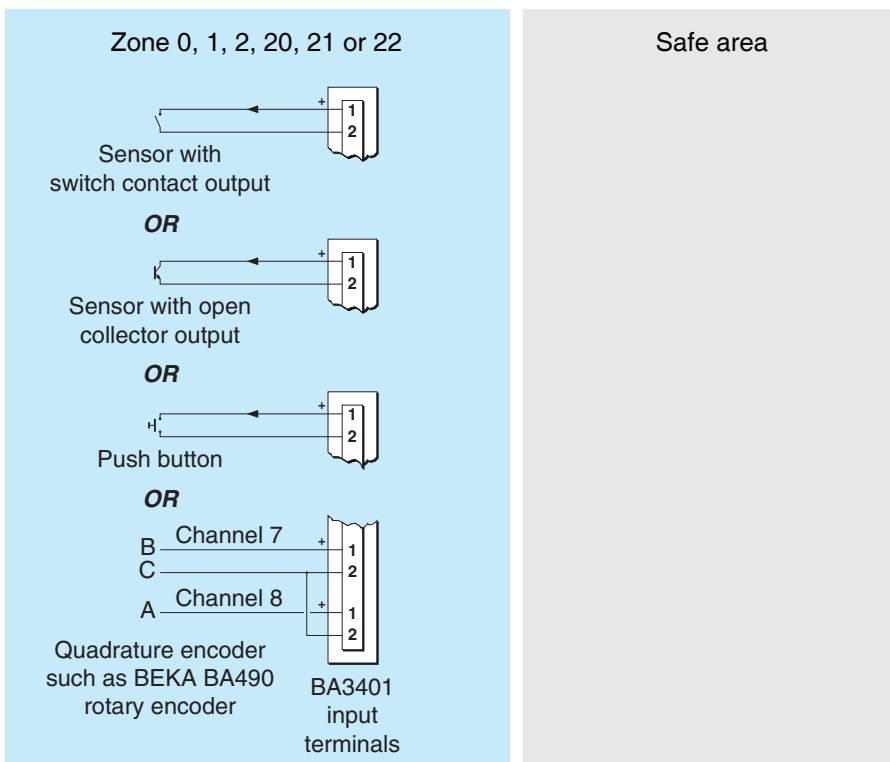 Zone 0, 1, 2, 20, 21 or 22
Safe area
+
1
2
Sensor with
switch contact output
OR
+
1
2
Sensor with open
collector output
OR
+
1
2
Push button
OR
B Channel 7 + 1
C 2
A Channel 8 + 1
2
Quadrature encoder
such as BEKA BA490
rotary encoder
BA3401
input
terminals